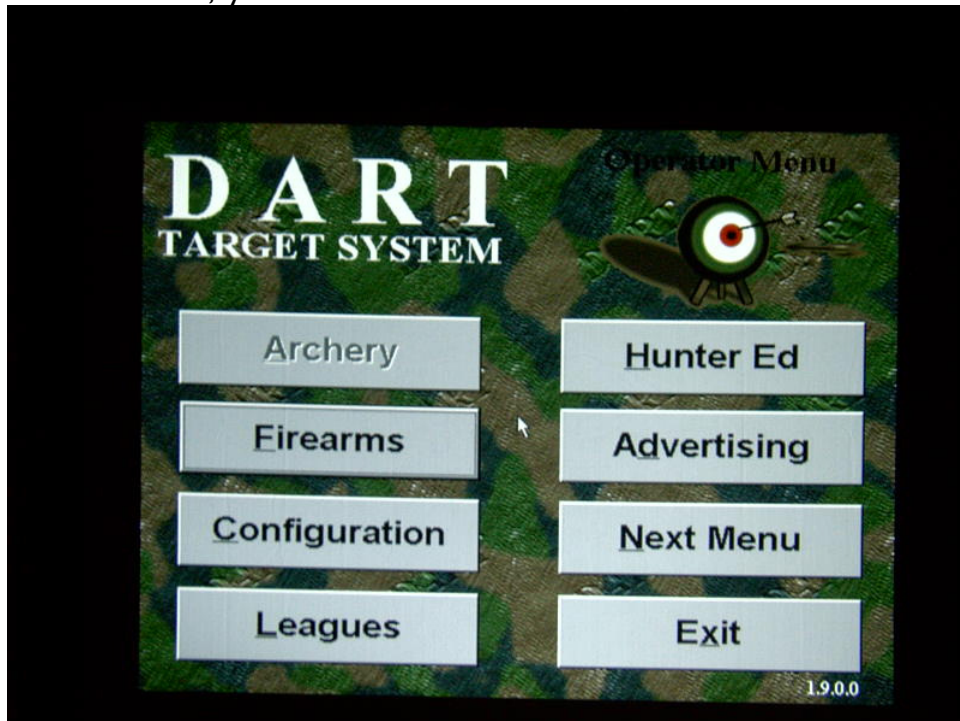 DART
TARGET SYSTEM
Operator Menu
Archery
Firearms
Configuration
Leagues
Hunter Ed
Advertising
Next Menu
Exit
1.9.0.0